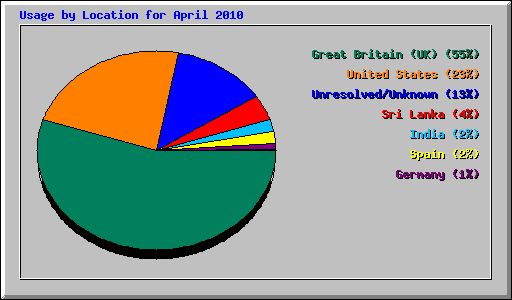 Usage by Location for April 2010
Great Britain (UK) (55%)
United States (23%)
Unresolved/Unknown (13%)
Sri Lanka (4%)
India (2%)
Spain (2%)
Germany (1%)